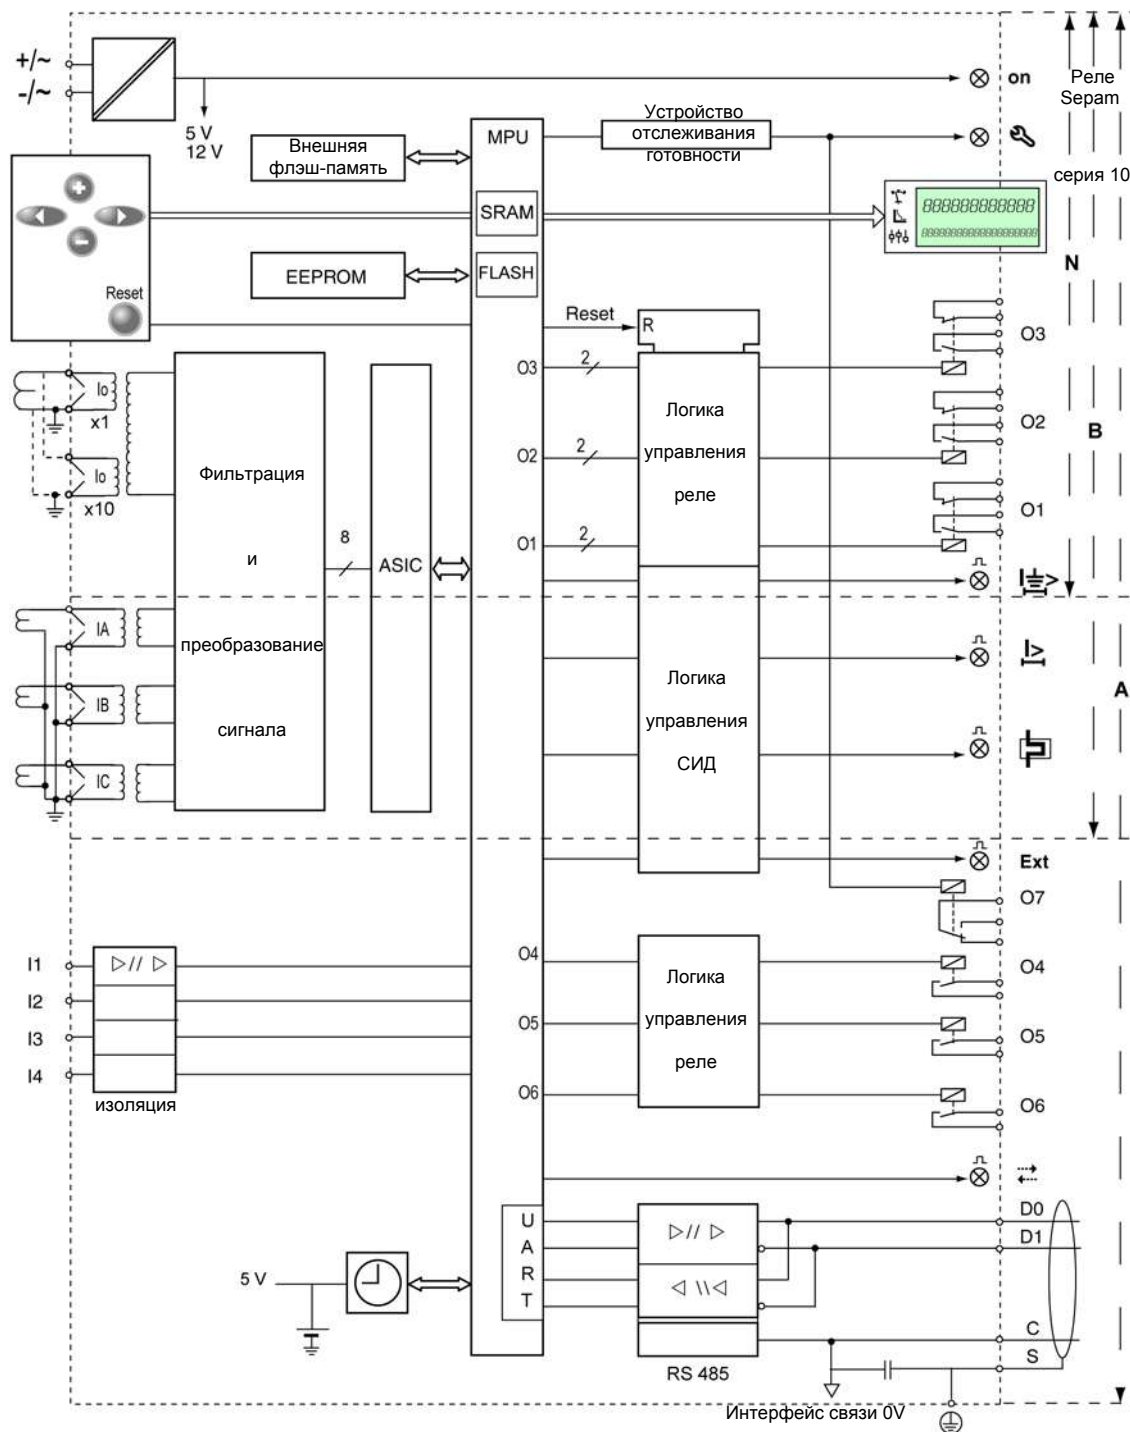 +/~
-/~
5 V
12 V
on
Реле
Sepam
серия 10
MPU
Устройство
отслеживания
готовности
Внешняя
флэш-память
SRAM
8888888888888
88888888888888888888
EEPROM
FLASH
Reset
N
Reset
R
O3
2
O3
Io
x1
Логика
управления
реле
O2
2
O2
B
Io
x10
Фильтрация
и
преобразование
сигнала
8
ASIC
O1
2
O1
I>
IA
I>
IB
IC
Логика
управления
СИД
A
Ext
O7
I1
I2
I3
I4
изоляция
O4
O5
O6
Логика
управления
реле
O4
O5
O6
5 V
U
A
R
T
RS 485
D0
D1
C
S
Интерфейс связи 0V